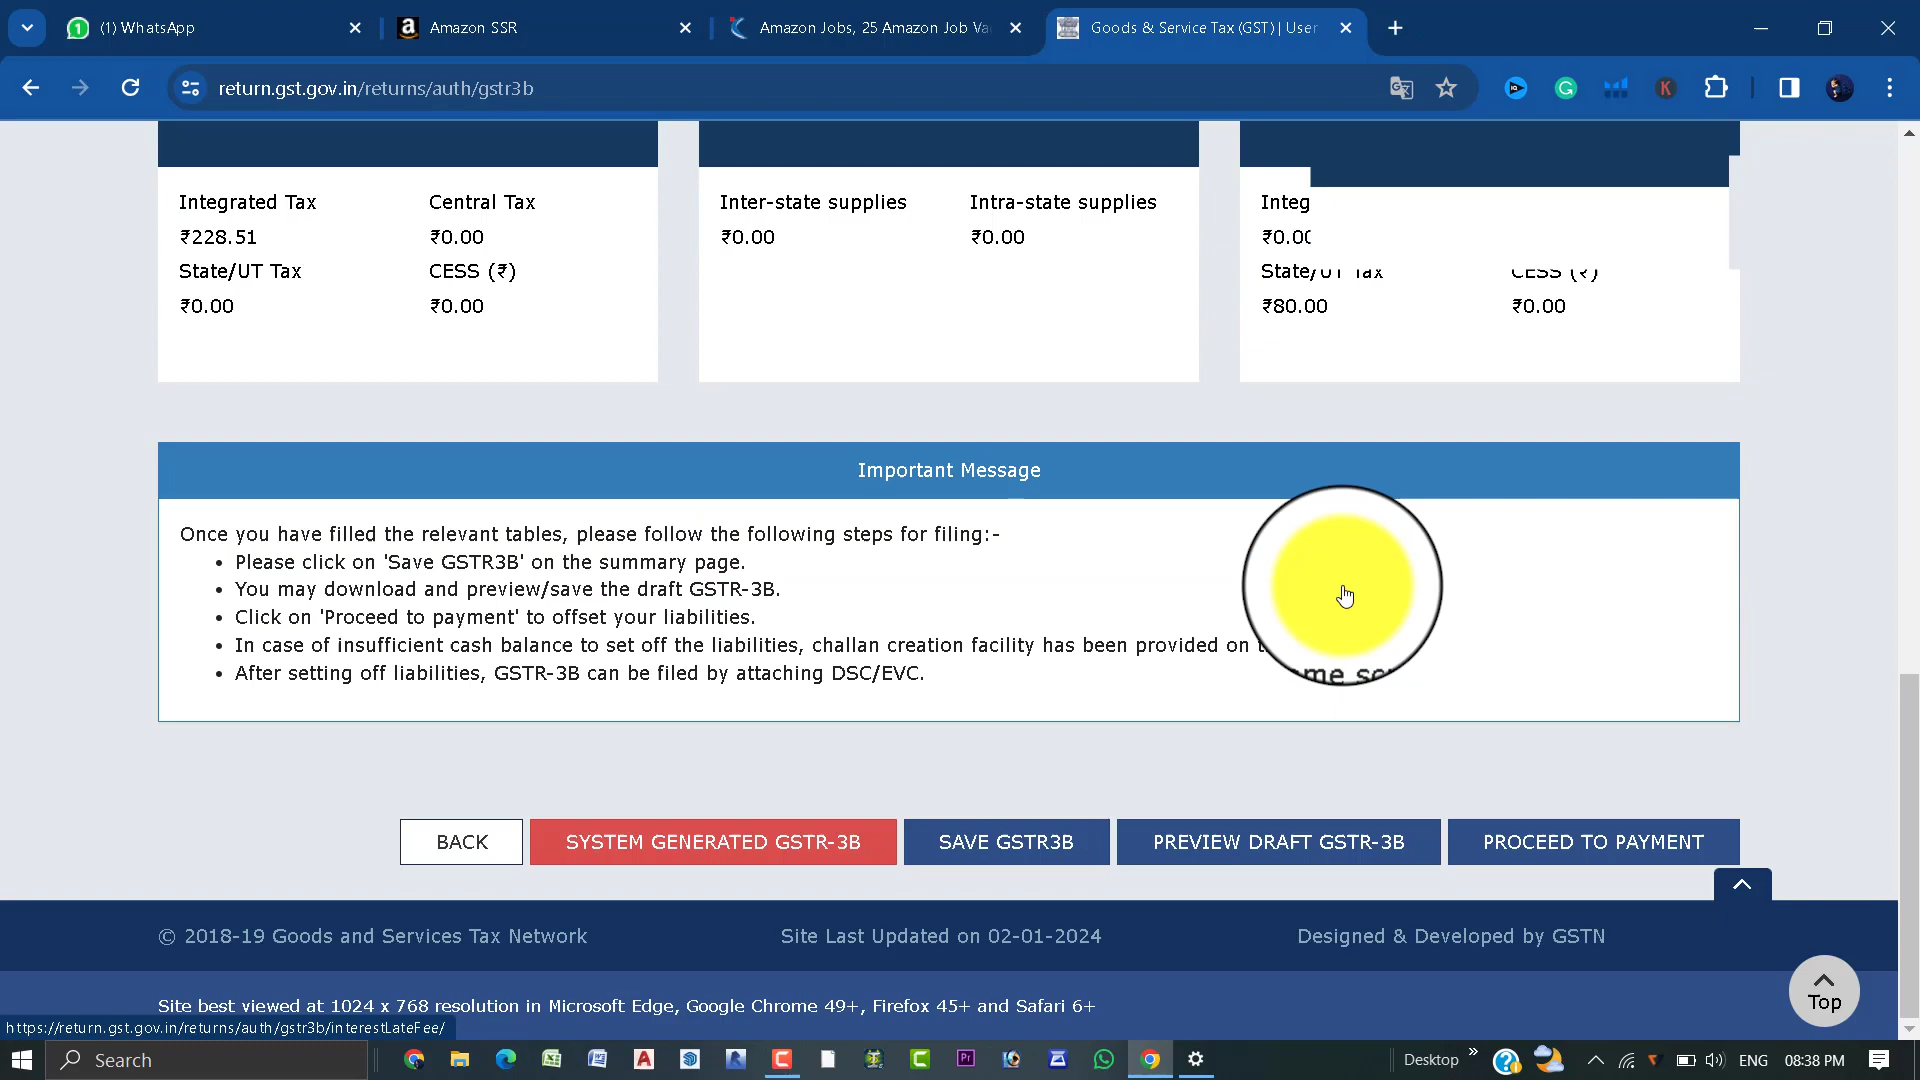 (1) WhatsApp
Amazon SSR
Amazon Jobs, 25 Amazon Job Va
Goods & Service Tax (GST) | User
return.gst.gov.in/returns/auth/gstr3b
Integrated Tax Central Tax
₹228.51 ₹0.00
State/UT Tax CESS (₹)
₹0.00 ₹0.00
Inter-state supplies Intra-state supplies
₹0.00 ₹0.00
Integ
₹0.00
State/UT Tax CESS (₹)
₹80.00 ₹0.00
Important Message
Once you have filled the relevant tables, please follow the following steps for filing:-
• Please click on 'Save GSTR3B' on the summary page.
• You may download and preview/save the draft GSTR-3B.
• Click on 'Proceed to payment' to offset your liabilities.
• In case of insufficient cash balance to set off the liabilities, challan creation facility has been provided on
• After setting off liabilities, GSTR-3B can be filed by attaching DSC/EVC.
BACK
SYSTEM GENERATED GSTR-3B
SAVE GSTR3B
PREVIEW DRAFT GSTR-3B
PROCEED TO PAYMENT
© 2018-19 Goods and Services Tax Network
Site Last Updated on 02-01-2024
Designed & Developed by GSTN
Site best viewed at 1024 x 768 resolution in Microsoft Edge, Google Chrome 49+, Firefox 45+ and Safari 6+
Top
https://return.gst.gov.in/returns/auth/gstr3b/interestLateFee/
Search
Desktop
ENG
08:38 PM